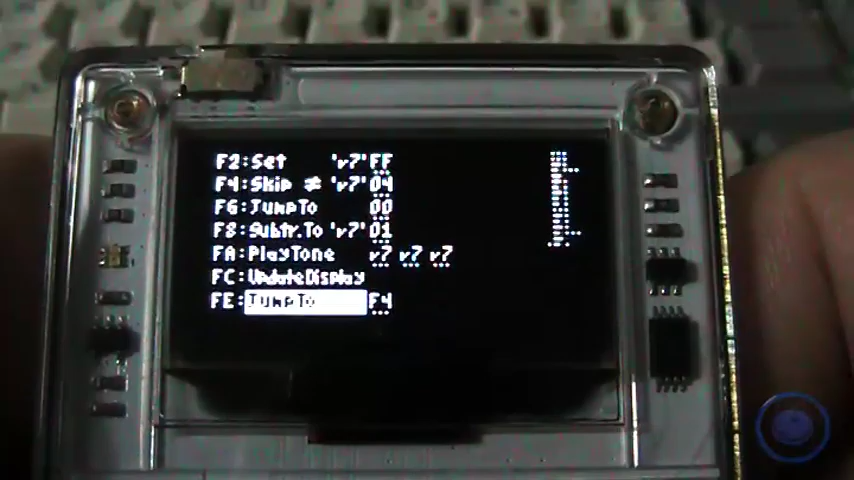 F2:Set 'v7'FF
F4:Skip ≠ 'v7'04
F6:JumpTo 00
F8:Subtr.To 'v7'01
FA:PlayTone v7 v7 v7
FC:UpdateDisplay
FE:JumpTo F4